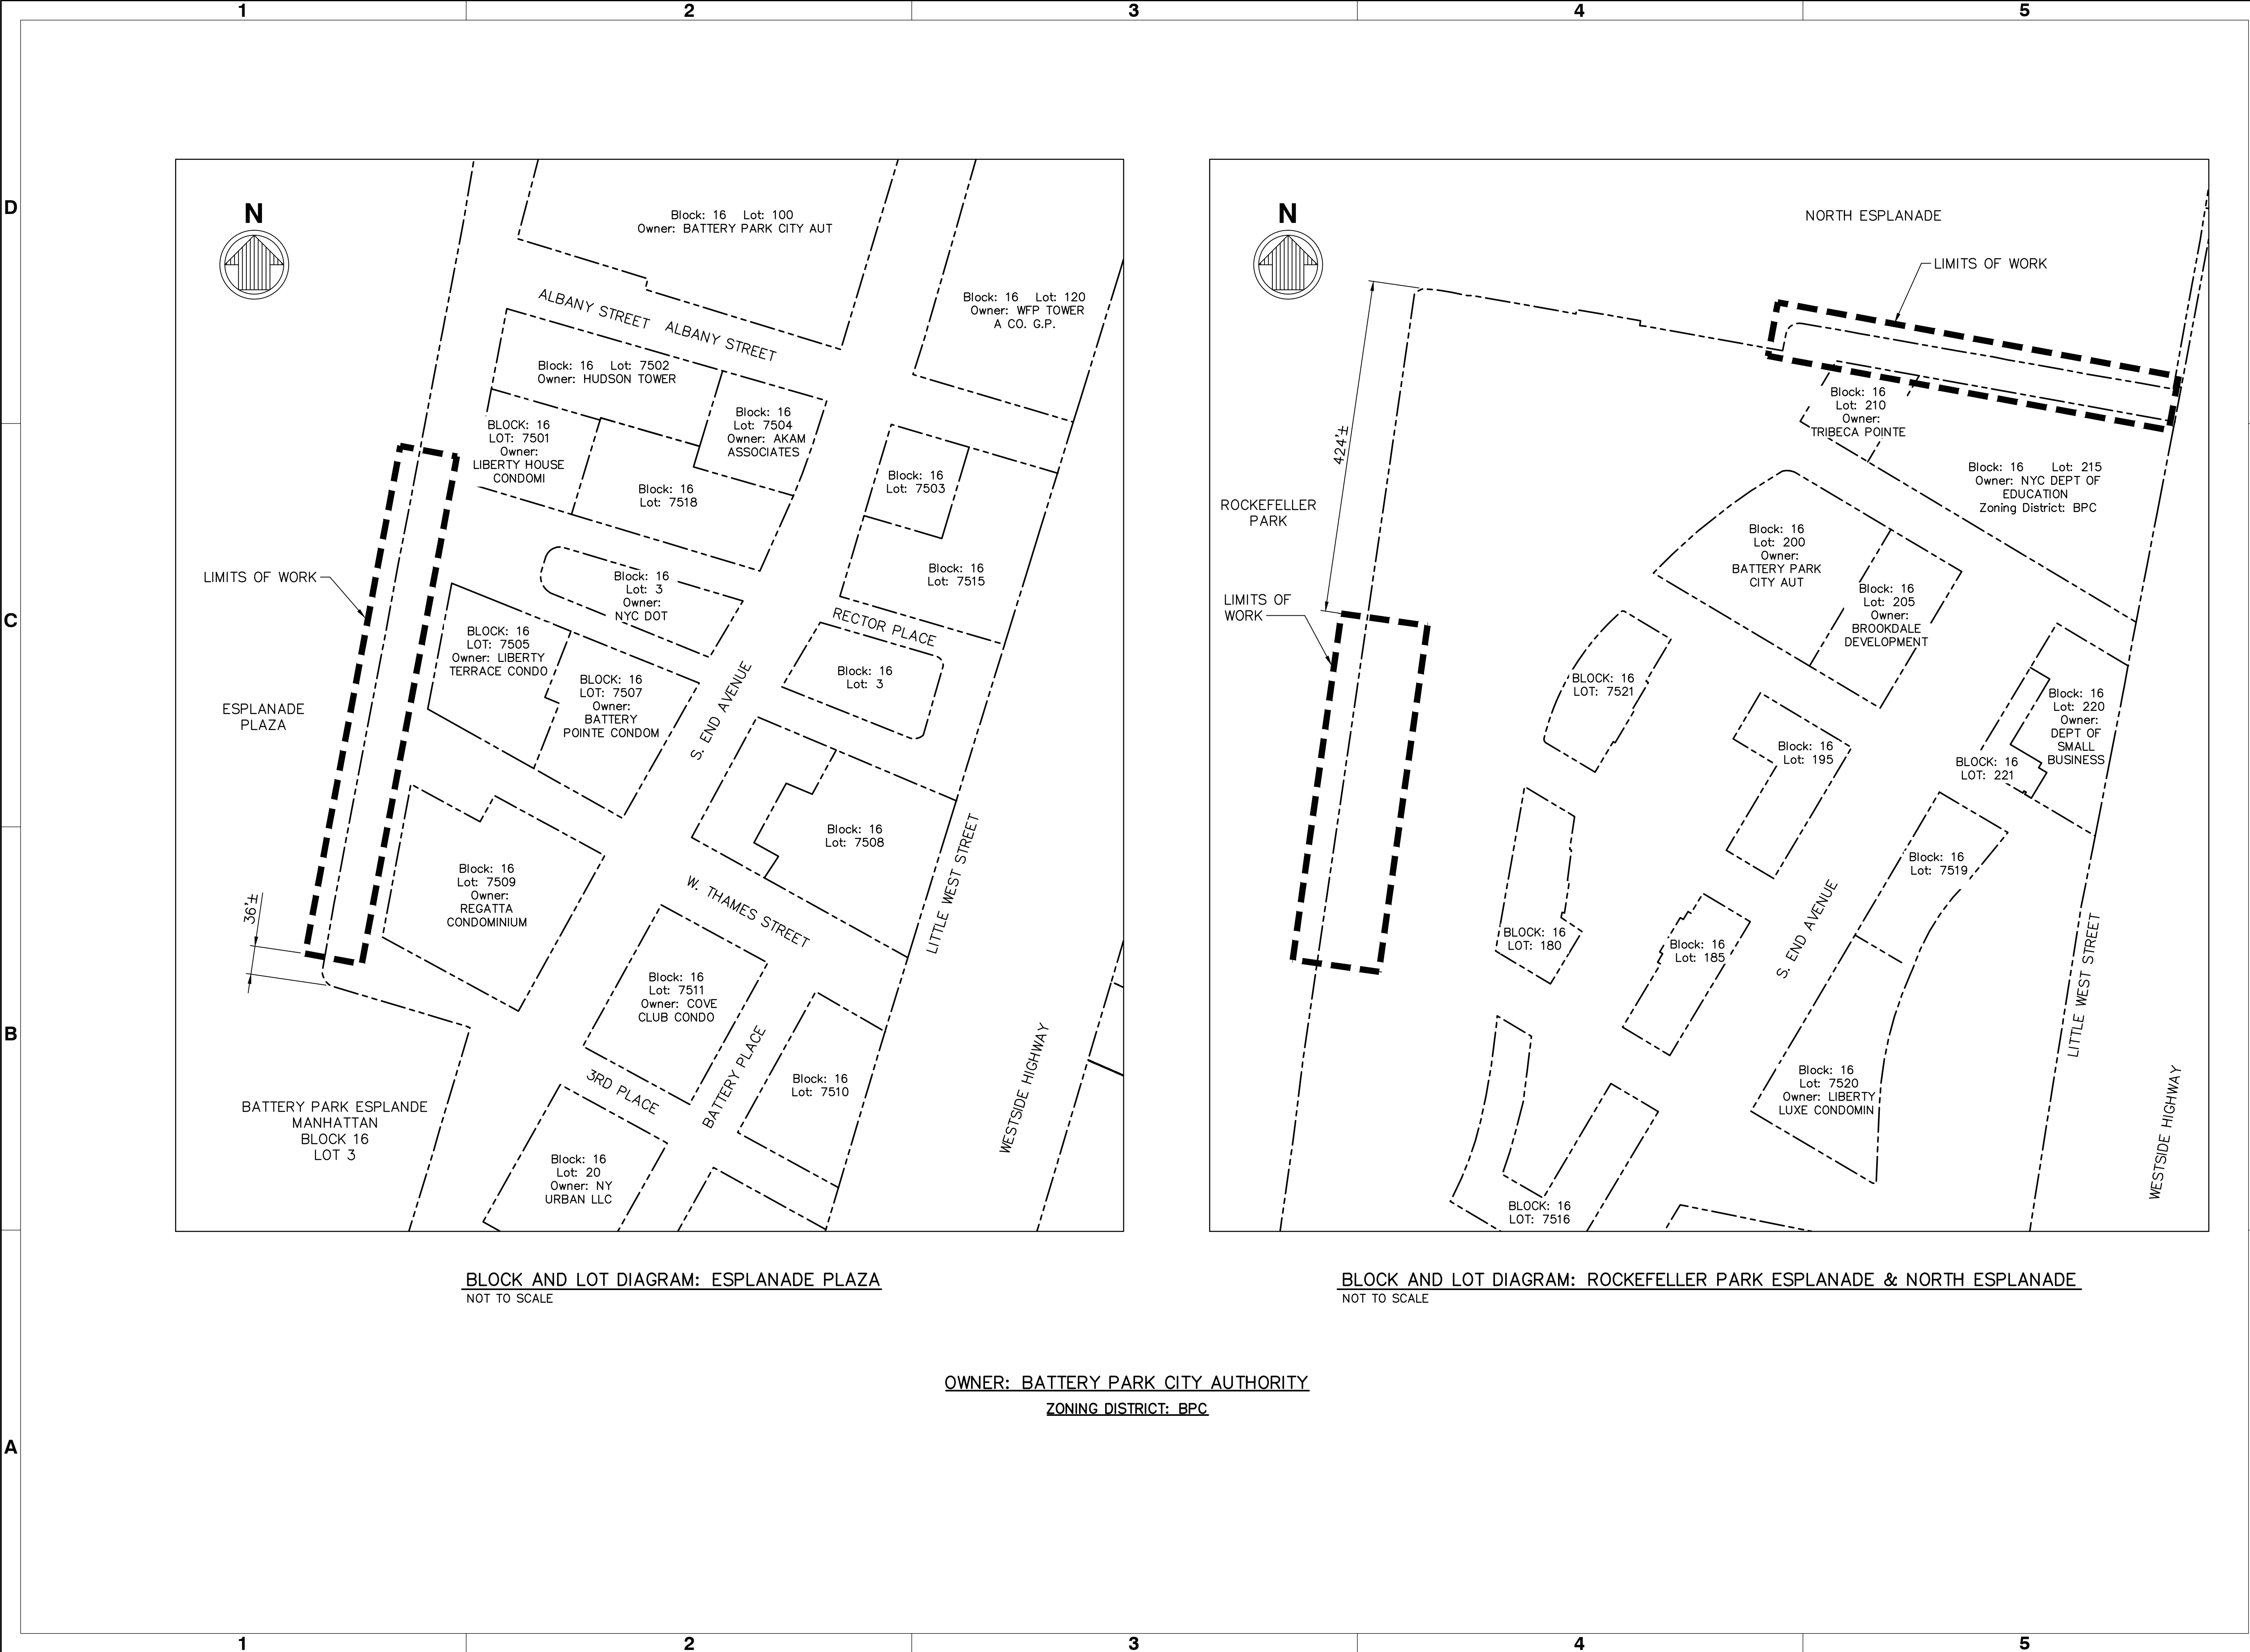 1 2 3 4 5
D
C
B
A
N
Block: 16 Lot: 100
Owner: BATTERY PARK CITY AUT
Block: 16 Lot: 120
Owner: WFP TOWER
A CO. G.P.
ALBANY STREET ALBANY STREET
Block: 16 Lot: 7502
Owner: HUDSON TOWER
Block: 16
Lot: 7504
Owner: AKAM
ASSOCIATES
BLOCK: 16
LOT: 7501
Owner:
LIBERTY HOUSE
CONDOMI
Block: 16
Lot: 7518
Block: 16
Lot: 7503
Block: 16
Lot: 7515
LIMITS OF WORK
Block: 16
Lot: 3
Owner:
NYC DOT
RECTOR PLACE
BLOCK: 16
LOT: 7505
Owner: LIBERTY
TERRACE CONDO
BLOCK: 16
LOT: 7507
Owner:
BATTERY
POINTE CONDOM
S. END AVENUE
Block: 16
Lot: 3
ESPLANADE
PLAZA
Block: 16
Lot: 7508
LITTLE WEST STREET
Block: 16
Lot: 7509
Owner:
REGATTA
CONDOMINIUM
36'±
W. THAMES STREET
Block: 16
Lot: 7511
Owner: COVE
CLUB CONDO
BATTERY PLACE
Block: 16
Lot: 7510
WESTSIDE HIGHWAY
3RD PLACE
BATTERY PARK ESPLANDE
MANHATTAN
BLOCK 16
LOT 3
Block: 16
Lot: 20
Owner: NY
URBAN LLC
BLOCK AND LOT DIAGRAM: ESPLANADE PLAZA
NOT TO SCALE
N
NORTH ESPLANADE
LIMITS OF WORK
424'±
Block: 16
Lot: 210
Owner:
TRIBECA POINTE
Block: 16 Lot: 215
Owner: NYC DEPT OF
EDUCATION
Zoning District: BPC
ROCKEFELLER
PARK
Block: 16
Lot: 200
Owner:
BATTERY PARK
CITY AUT
Block: 16
Lot: 205
Owner:
BROOKDALE
DEVELOPMENT
LIMITS OF
WORK
BLOCK: 16
LOT: 7521
Block: 16
Lot: 220
Owner:
DEPT OF
SMALL
BUSINESS
Block: 16
Lot: 195
BLOCK: 16
LOT: 221
Block: 16
Lot: 7519
BLOCK: 16
LOT: 180
Block: 16
Lot: 185
S. END AVENUE
LITTLE WEST STREET
Block: 16
Lot: 7520
Owner: LIBERTY
LUXE CONDOMIN
WESTSIDE HIGHWAY
BLOCK: 16
LOT: 7516
BLOCK AND LOT DIAGRAM: ROCKEFELLER PARK ESPLANADE & NORTH ESPLANADE
NOT TO SCALE
OWNER: BATTERY PARK CITY AUTHORITY
ZONING DISTRICT: BPC
1 2 3 4 5